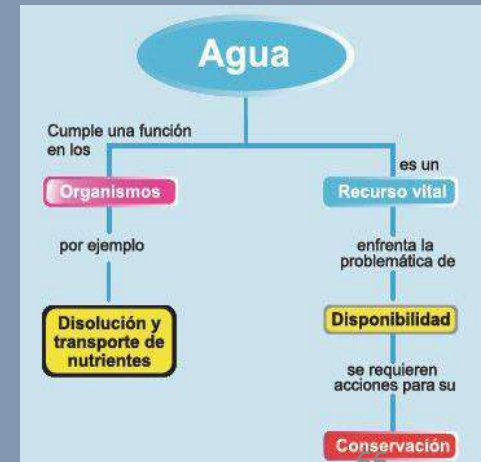 Agua
Cumple una función
en los
es un
Organismos
Recurso vital
por ejemplo
enfrenta la
problemática de
Disolución y
transporte de
nutrientes
Disponibilidad
se requieren
acciones para su
Conservación